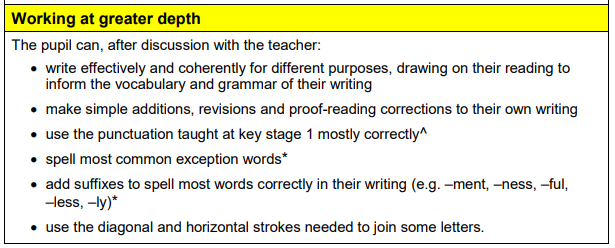 Working at greater depth
The pupil can, after discussion with the teacher:
• write effectively and coherently for different purposes, drawing on their reading to
inform the vocabulary and grammar of their writing
• make simple additions, revisions and proof-reading corrections to their own writing
• use the punctuation taught at key stage 1 mostly correctly^
• spell most common exception words*
• add suffixes to spell most words correctly in their writing (e.g. –ment, –ness, –ful,
–less, –ly)*
• use the diagonal and horizontal strokes needed to join some letters.